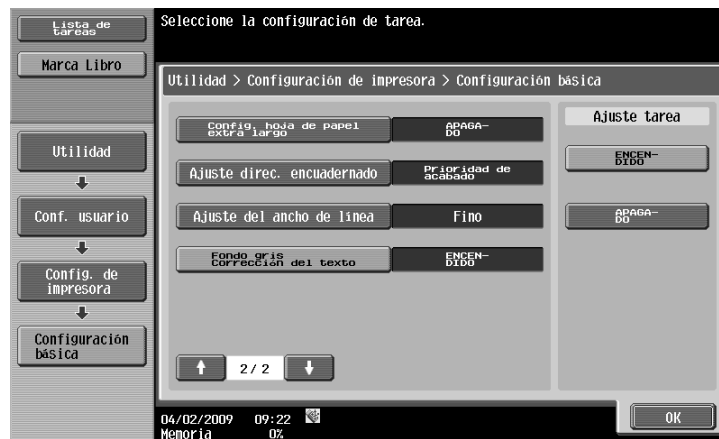 Lista de
tareas
Seleccione la configuración de tarea.
Marca Libro
Utilidad > Configuración de impresora > Configuración básica
Config. hoja de papel
extra largo
APAGA-
DO
Ajuste tarea
Utilidad
Ajuste direc. encuadernado
Prioridad de
acabado
ENCEN-
DIDO
Conf. usuario
Ajuste del ancho de línea
Fino
APAGA-
DO
Config. de
impresora
Fondo gris
Corrección del texto
ENCEN-
DIDO
Configuración
básica
2/ 2
04/02/2009 09:22
Memoria 0%
OK